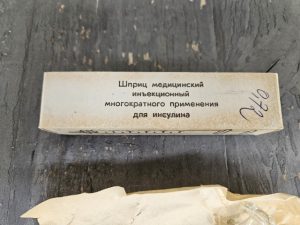 Шприц медицинский
инъекционный
многократного применения
для инсулина